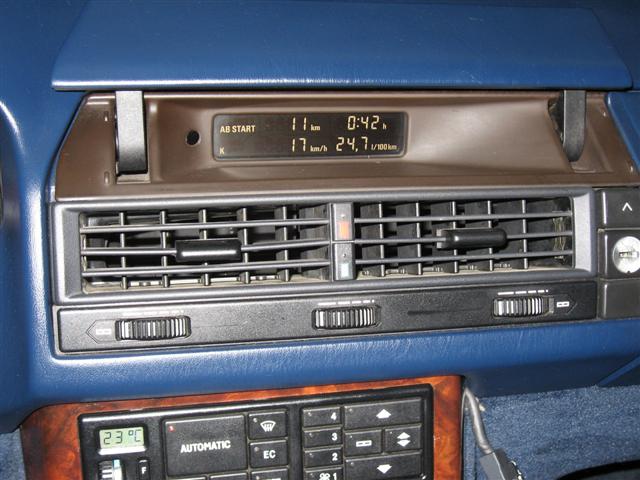 AB START 11 km 0:42 h
K 17 km/h 24,7 l/100km
23°C AUTOMATIC 4
F EC 3
2
1